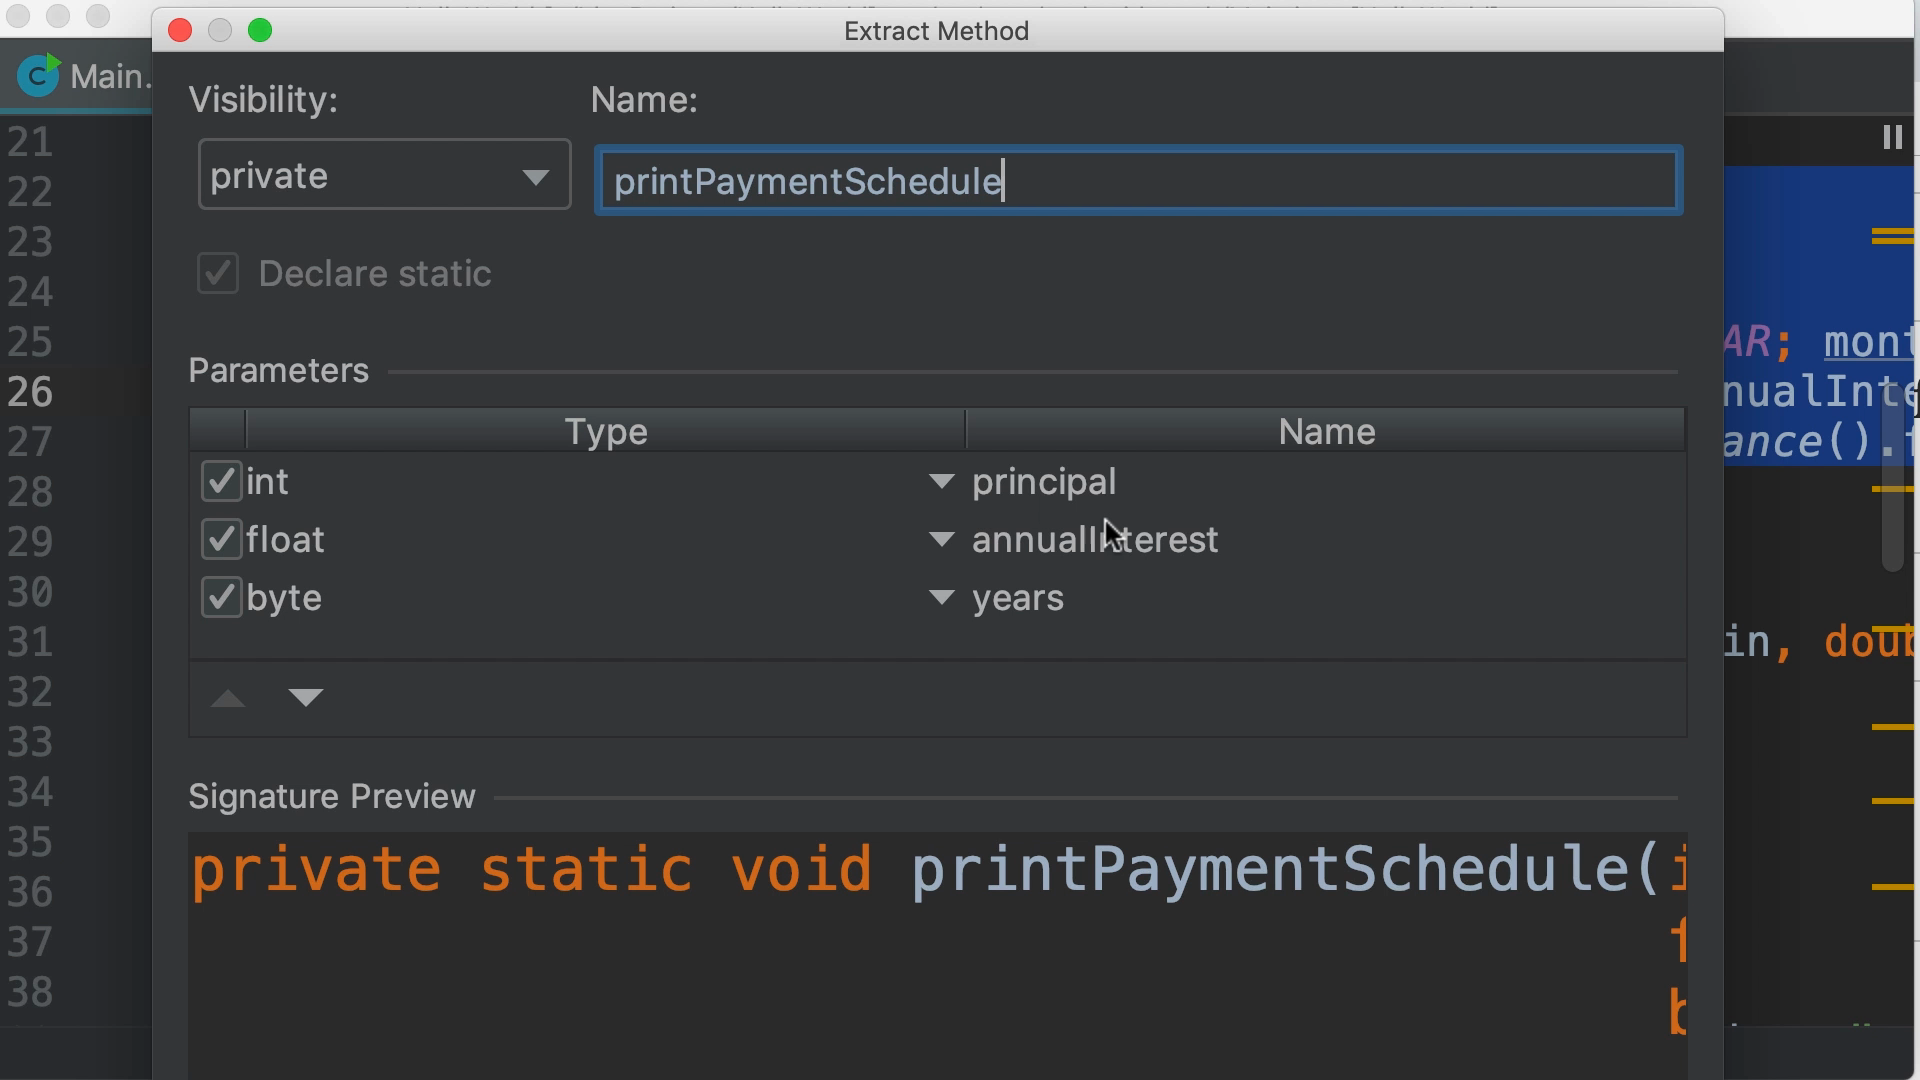 Extract Method
Main.
Visibility:
Name:
private
printPaymentSchedule
Declare static
Parameters
Type
Name
int
principal
float
annualInterest
byte
years
Signature Preview
private static void printPaymentSchedule(i
f
b
21
22
23
24
25
26
27
28
29
30
31
32
33
34
35
36
37
38
AR; mont
nualInte
ance().f
in, doub